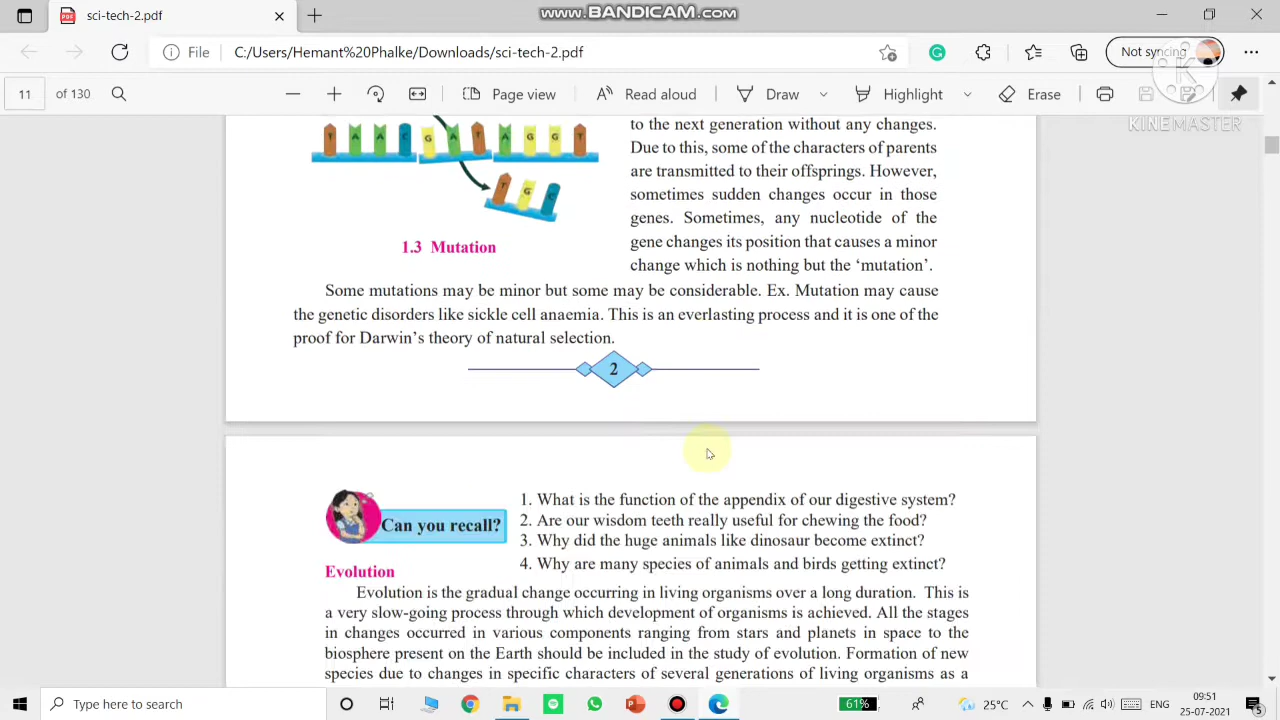 www.BANDICAM.com
sci-tech-2.pdf
File
C:/Users/Hemant%20Phalke/Downloads/sci-tech-2.pdf
Not syncing
11 of 130
Page view
Read aloud
Draw
Highlight
Erase
KINEMASTER
T A A C G A T A G G T
T G C
1.3 Mutation
to the next generation without any changes.
Due to this, some of the characters of parents
are transmitted to their offsprings. However,
sometimes sudden changes occur in those
genes. Sometimes, any nucleotide of the
gene changes its position that causes a minor
change which is nothing but the ‘mutation’.
Some mutations may be minor but some may be considerable. Ex. Mutation may cause
the genetic disorders like sickle cell anaemia. This is an everlasting process and it is one of the
proof for Darwin’s theory of natural selection.
2
Can you recall?
1. What is the function of the appendix of our digestive system?
2. Are our wisdom teeth really useful for chewing the food?
3. Why did the huge animals like dinosaur become extinct?
4. Why are many species of animals and birds getting extinct?
Evolution
Evolution is the gradual change occurring in living organisms over a long duration. This is
a very slow-going process through which development of organisms is achieved. All the stages
in changes occurred in various components ranging from stars and planets in space to the
biosphere present on the Earth should be included in the study of evolution. Formation of new
species due to changes in specific characters of several generations of living organisms as a
Type here to search
61%
25°C
ENG
09:51
25-07-2021
5